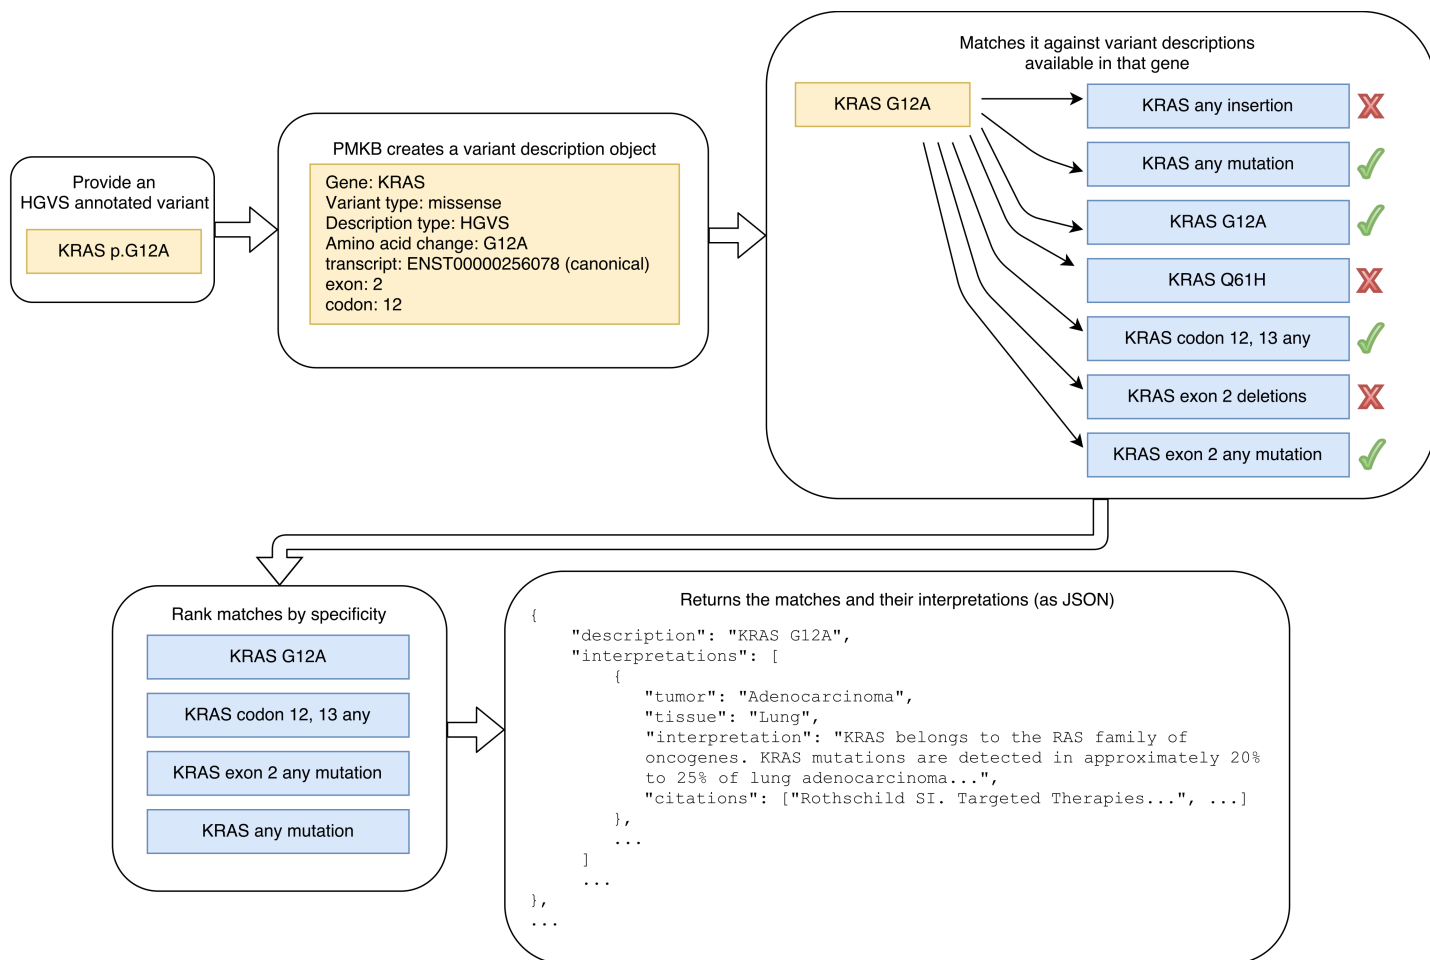 Provide an
HGVS annotated variant
KRAS p.G12A
PMKB creates a variant description object
Gene: KRAS
Variant type: missense
Description type: HGVS
Amino acid change: G12A
transcript: ENST00000256078 (canonical)
exon: 2
codon: 12
Matches it against variant descriptions
available in that gene
KRAS G12A
KRAS any insertion
KRAS any mutation
KRAS G12A
KRAS Q61H
KRAS codon 12, 13 any
KRAS exon 2 deletions
KRAS exon 2 any mutation
Rank matches by specificity
KRAS G12A
KRAS codon 12, 13 any
KRAS exon 2 any mutation
KRAS any mutation
Returns the matches and their interpretations (as JSON)
{
"description": "KRAS G12A",
"interpretations": [
{
"tumor": "Adenocarcinoma",
"tissue": "Lung",
"interpretation": "KRAS belongs to the RAS family of
oncogenes. KRAS mutations are detected in approximately 20%
to 25% of lung adenocarcinoma...",
"citations": ["Rothschild SI. Targeted Therapies...", ...]
},
...
]
...
},
...